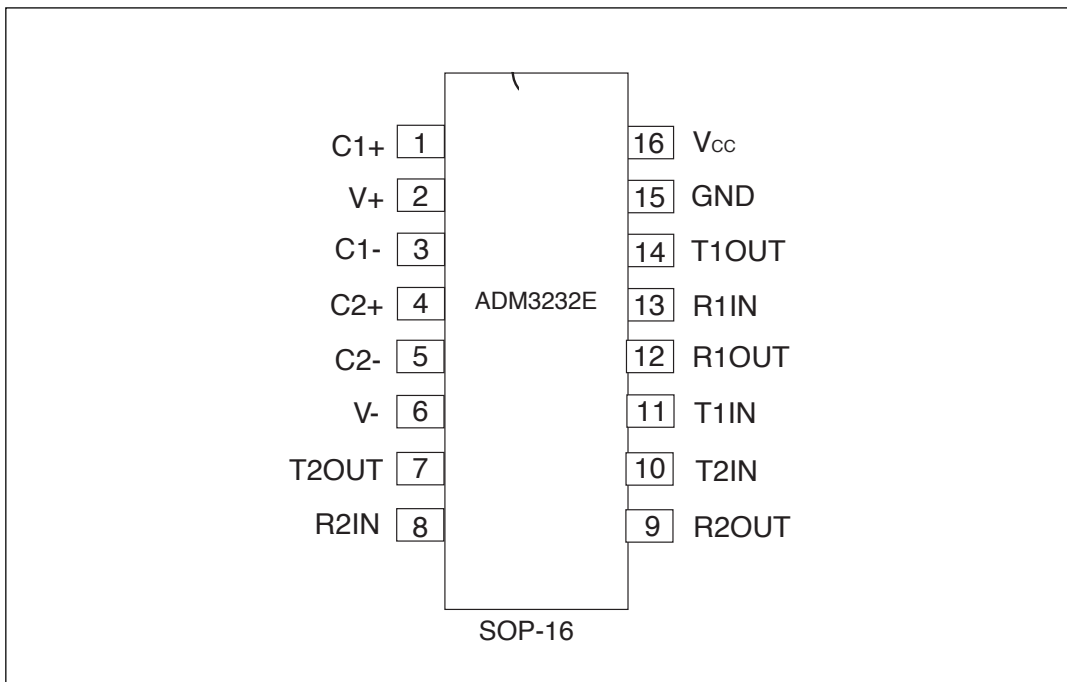 C1+ 1
V+ 2
C1- 3
C2+ 4
C2- 5
V- 6
T2OUT 7
R2IN 8
ADM3232E
16 Vcc
15 GND
14 T1OUT
13 R1IN
12 R1OUT
11 T1IN
10 T2IN
9 R2OUT
SOP-16